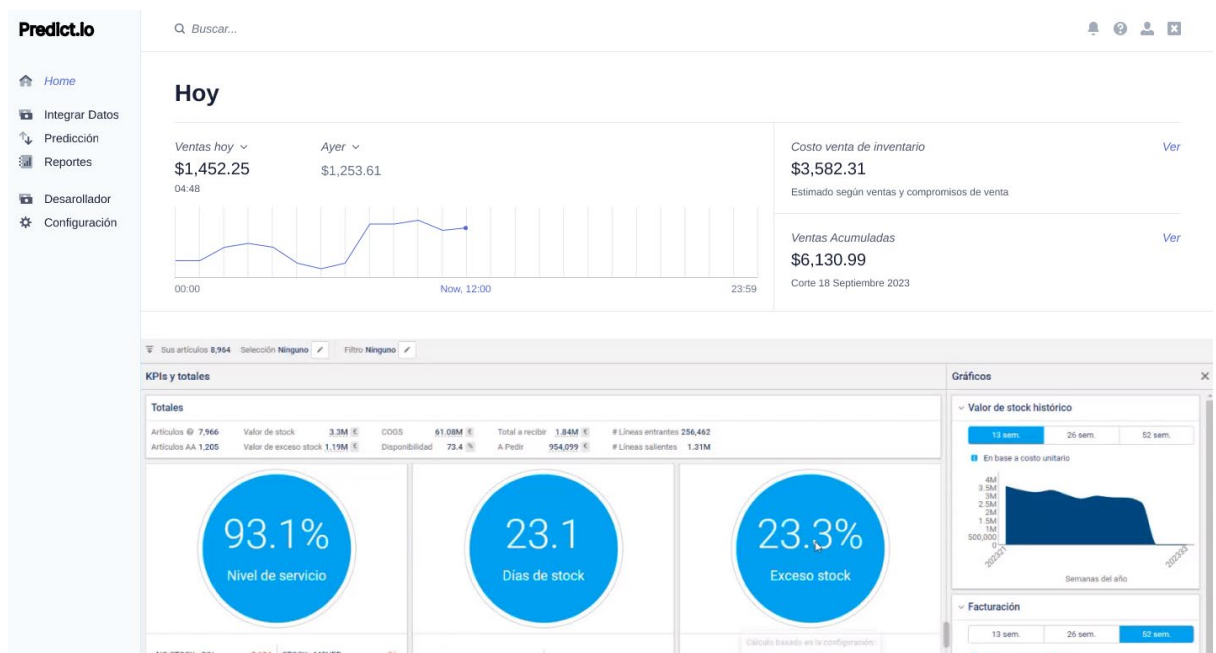 Predict.io
Buscar...
Home
Integrar Datos
Predicción
Reportes
Desarollador
Configuración
Hoy
Ventas hoy
Ayer
$1,452.25
$1,253.61
04:48
00:00
Now, 12:00
23:59
Costo venta de inventario
Ver
$3,582.31
Estimado según ventas y compromisos de venta
Ventas Acumuladas
Ver
$6,130.99
Corte 18 Septiembre 2023
Sus artículos 8,964 Selección Ninguno Filtro Ninguno
KPIs y totales
Totales
Artículos 7,966 Valor de stock 3.3M € COGS 61.08M € Total a recibir 1.84M € # Líneas entrantes 256,462
Artículos AA 1,205 Valor de exceso stock 1.19M € Disponibilidad 73.4 % A Pedir 954,099 € # Líneas salientes 1.31M
93.1%
Nivel de servicio
23.1
Días de stock
23.3%
Exceso stock
Cálculo basado en la configuración:
Gráficos
Valor de stock histórico
13 sem. 26 sem. 52 sem.
En base a costo unitario
4M
3.5M
3M
2.5M
2M
1.5M
1M
500,000
0
202321
202333
Semanas del año
Facturación
13 sem. 26 sem. 52 sem.